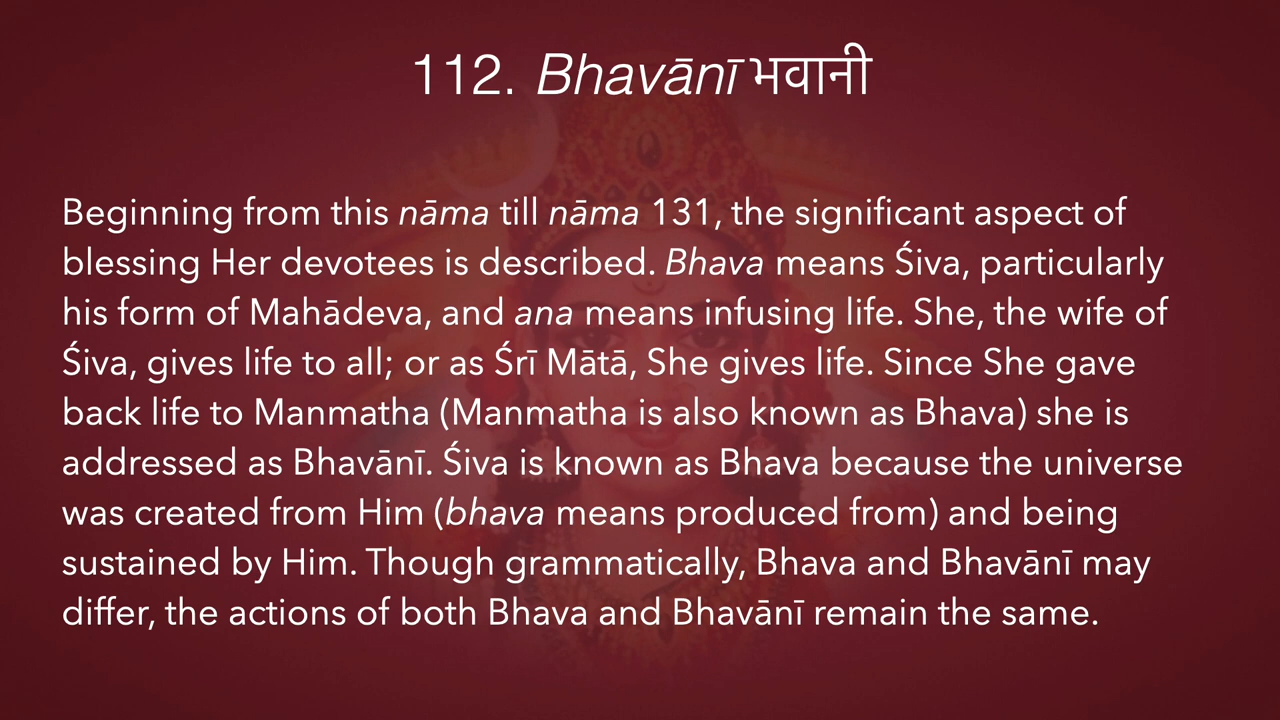 112. Bhavānī भवानी
Beginning from this nāma till nāma 131, the significant aspect of
blessing Her devotees is described. Bhava means Śiva, particularly
his form of Mahādeva, and ana means infusing life. She, the wife of
Śiva, gives life to all; or as Śrī Mātā, She gives life. Since She gave
back life to Manmatha (Manmatha is also known as Bhava) she is
addressed as Bhavānī. Śiva is known as Bhava because the universe
was created from Him (bhava means produced from) and being
sustained by Him. Though grammatically, Bhava and Bhavānī may
differ, the actions of both Bhava and Bhavānī remain the same.